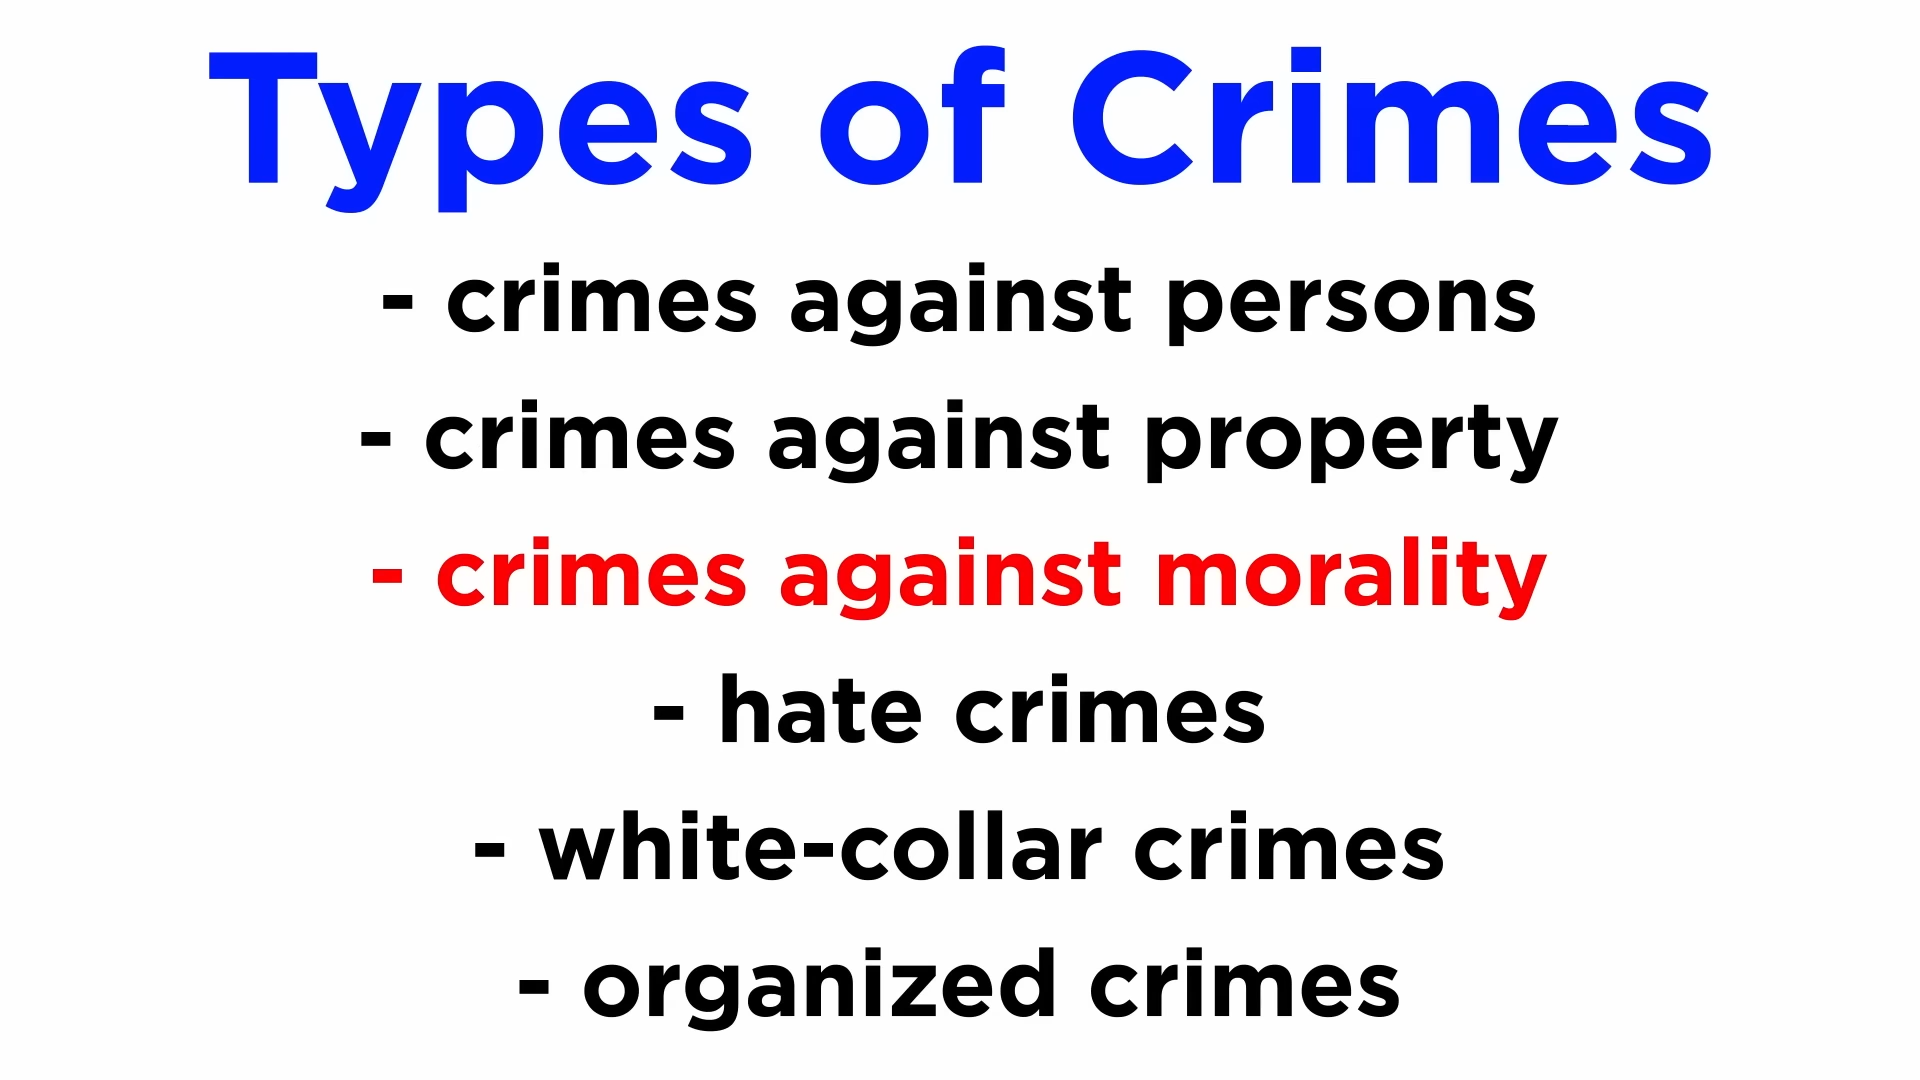 Types of Crimes
- crimes against persons
- crimes against property
- crimes against morality
- hate crimes
- white-collar crimes
- organized crimes